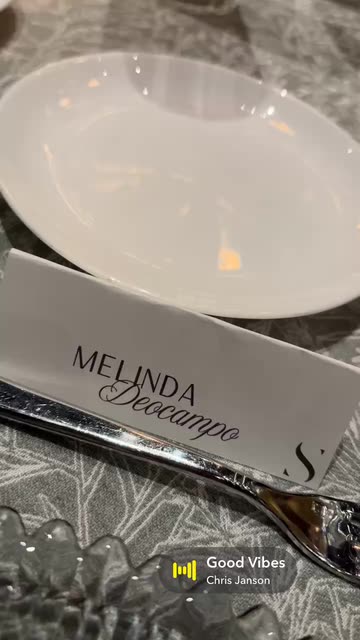 MELINDA
Deocampo
S
Good Vibes
Chris Janson